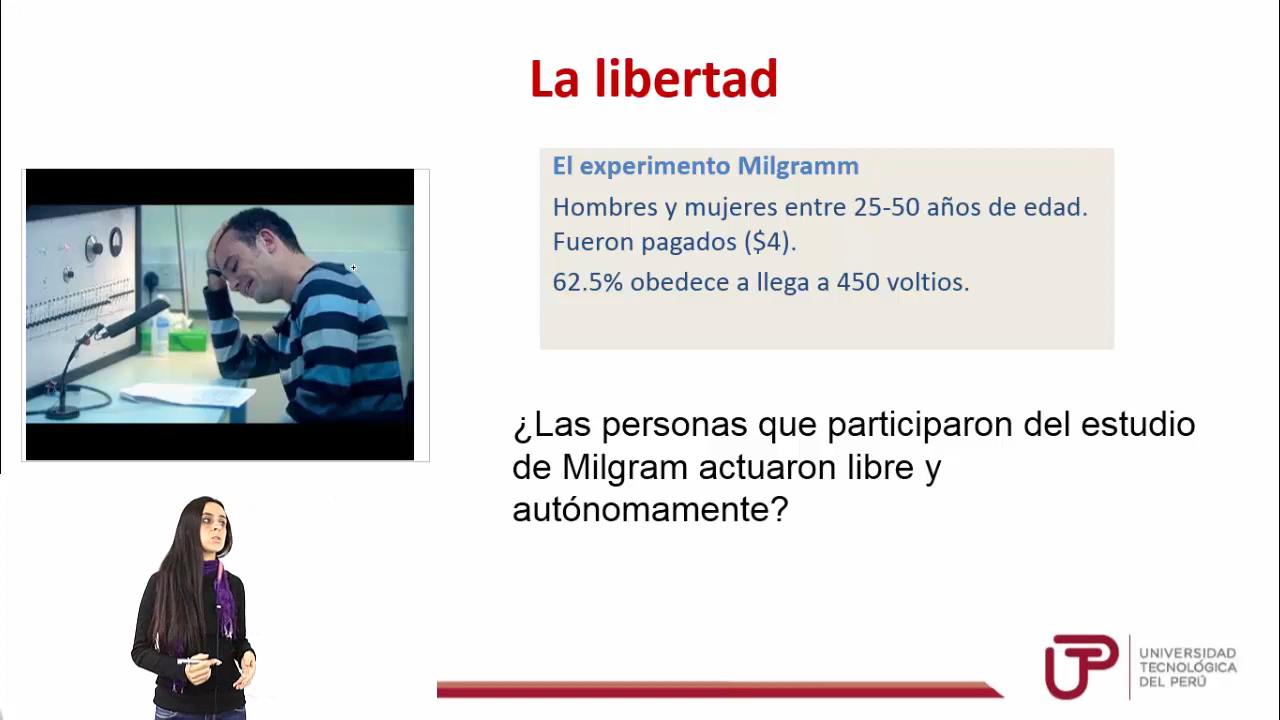 La libertad
El experimento Milgramm
Hombres y mujeres entre 25-50 años de edad.
Fueron pagados ($4).
62.5% obedece a llega a 450 voltios.
¿Las personas que participaron del estudio
de Milgram actuaron libre y
autónomamente?
UTP
UNIVERSIDAD
TECNOLÓGICA
DEL PERÚ